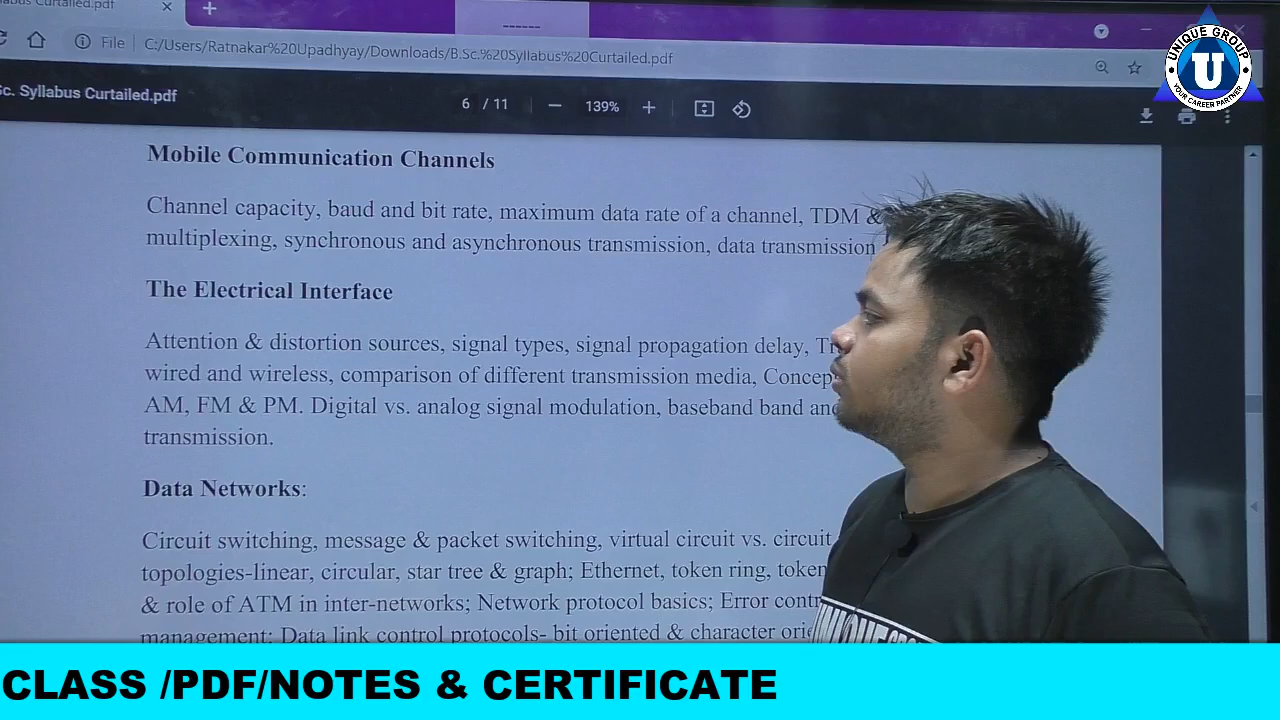 abus Curtailed.pdf
File C:/Users/Ratnakar%20Upadhyay/Downloads/B.Sc.%20Syllabus%20Curtailed.pdf
Sc. Syllabus Curtailed.pdf
6 / 11
139%
UNIQUE GROUP
U
YOUR CAREER PARTNER
Mobile Communication Channels
Channel capacity, baud and bit rate, maximum data rate of a channel, TDM &
multiplexing, synchronous and asynchronous transmission, data transmission
The Electrical Interface
Attention & distortion sources, signal types, signal propagation delay,
wired and wireless, comparison of different transmission media, Concep
AM, FM & PM. Digital vs. analog signal modulation, baseband band and
transmission.
Data Networks:
Circuit switching, message & packet switching, virtual circuit vs. circuit
topologies-linear, circular, star tree & graph; Ethernet, token ring, token
& role of ATM in inter-networks; Network protocol basics; Error contr
management; Data link control protocols- bit oriented & character orie
CLASS /PDF/NOTES & CERTIFICATE